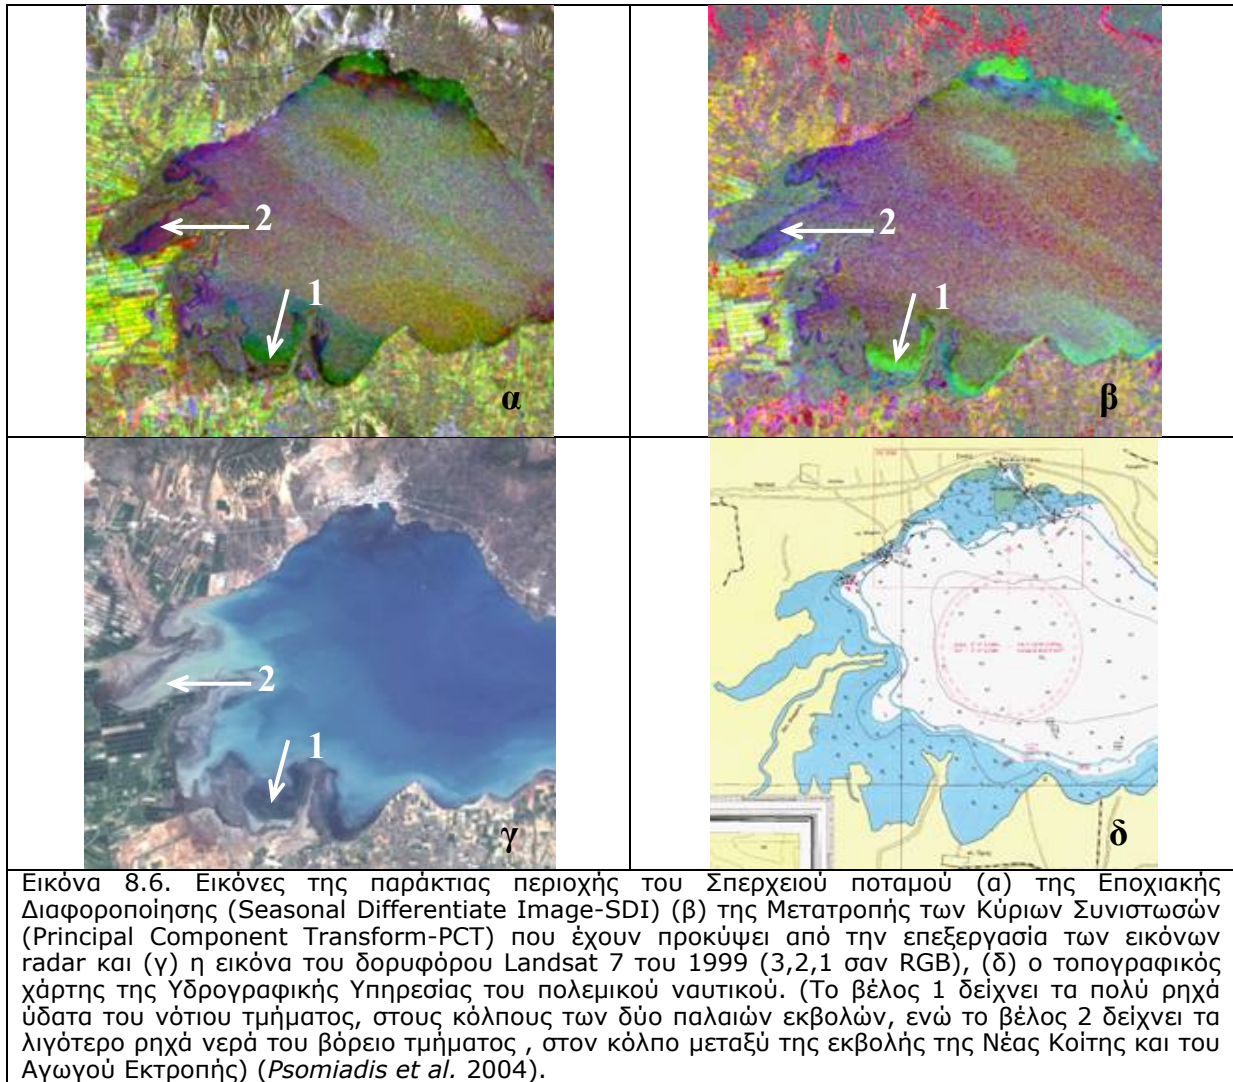 2
1
α
2
1
β
2
1
γ
δ
Εικόνα 8.6. Εικόνες της παράκτιας περιοχής του Σπερχειού ποταμού (α) της Εποχιακής
Διαφοροποίησης (Seasonal Differentiate Image-SDI) (β) της Μετατροπής των Κύριων Συνιστωσών
(Principal Component Transform-PCT) που έχουν προκύψει από την επεξεργασία των εικόνων
radar και (γ) η εικόνα του δορυφόρου Landsat 7 του 1999 (3,2,1 σαν RGB), (δ) ο τοπογραφικός
χάρτης της Υδρογραφικής Υπηρεσίας του πολεμικού ναυτικού. (Το βέλος 1 δείχνει τα πολύ ρηχά
ύδατα του νότιου τμήματος, στους κόλπους των δύο παλαιών εκβολών, ενώ το βέλος 2 δείχνει τα
λιγότερο ρηχά νερά του βόρειο τμήματος , στον κόλπο μεταξύ της εκβολής της Νέας Κοίτης και του
Αγωγού Εκτροπής) (Psomiadis et al. 2004).